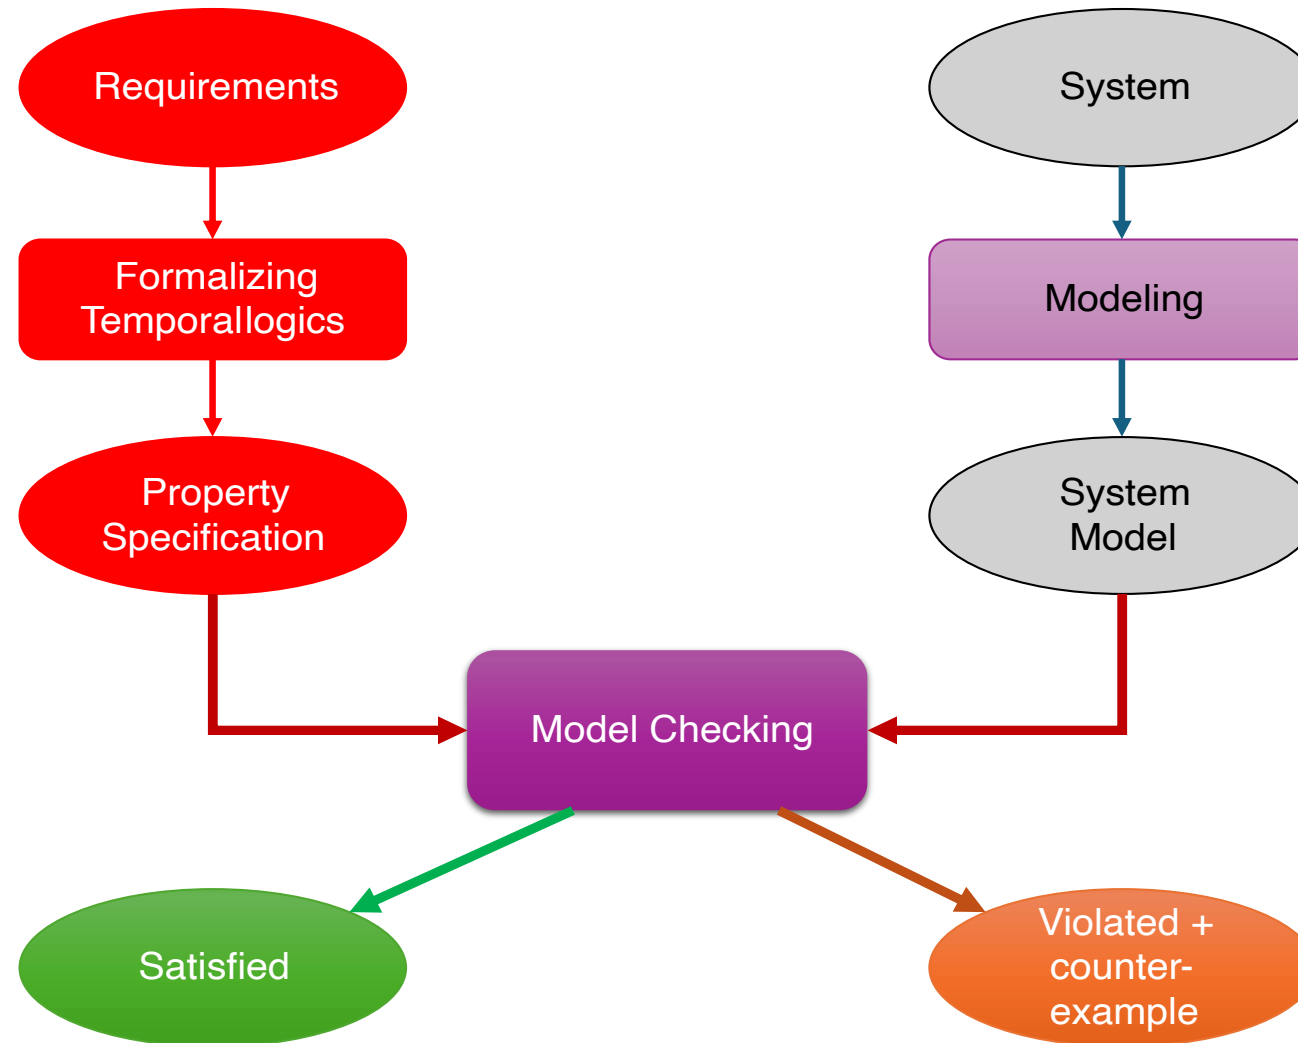 Requirements
System
Formalizing
Temporallogics
Modeling
Property
Specification
System
Model
Model Checking
Satisfied
Violated +
counter-
example